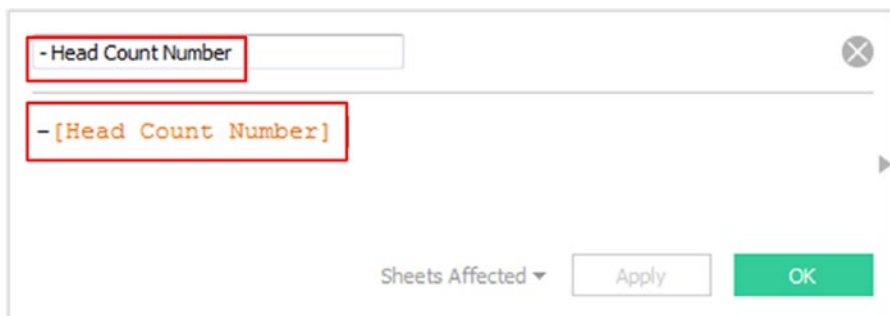 - Head Count Number
-[Head Count Number]
Sheets Affected
Apply
OK